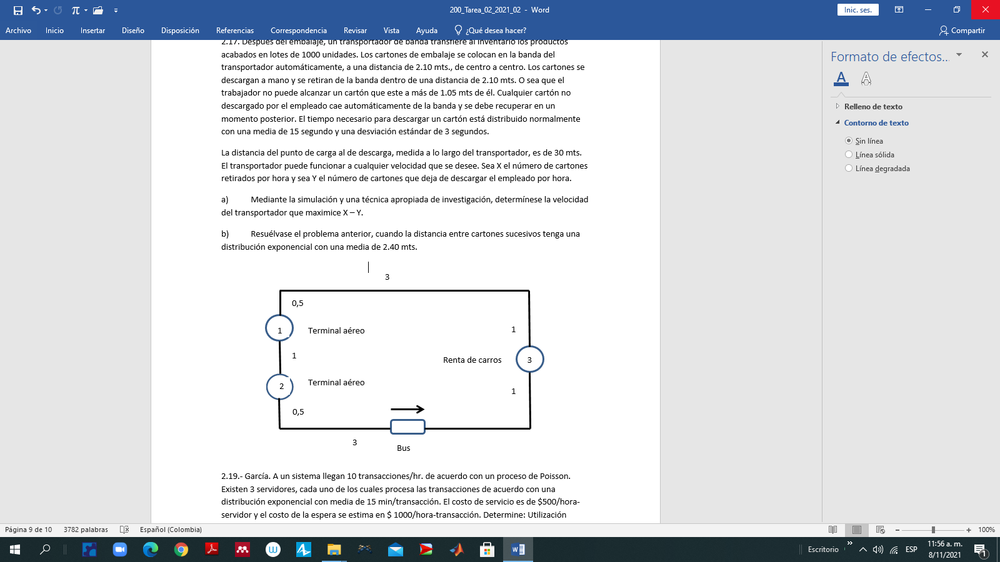 200_Tarea_02_2021_02 - Word
Inic. ses.
Archivo Inicio Insertar Diseño Disposición Referencias Correspondencia Revisar Vista Ayuda ¿Qué desea hacer? Compartir
2.17. Después del embalaje, un transportador de banda transfiere al inventario los productos
acabados en lotes de 1000 unidades. Los cartones de embalaje se colocan en la banda del
transportador automáticamente, a una distancia de 2.10 mts., de centro a centro. Los cartones se
descargan a mano y se retiran de la banda dentro de una distancia de 2.10 mts. O sea que el
trabajador no puede alcanzar un cartón que este a más de 1.05 mts de él. Cualquier cartón no
descargado por el empleado cae automáticamente de la banda y se debe recuperar en un
momento posterior. El tiempo necesario para descargar un cartón está distribuido normalmente
con una media de 15 segundo y una desviación estándar de 3 segundos.
La distancia del punto de carga al de descarga, medida a lo largo del transportador, es de 30 mts.
El transportador puede funcionar a cualquier velocidad que se desee. Sea X el número de cartones
retirados por hora y sea Y el número de cartones que deja de descargar el empleado por hora.
a) Mediante la simulación y una técnica apropiada de investigación, determínese la velocidad
del transportador que maximice X – Y.
b) Resuélvase el problema anterior, cuando la distancia entre cartones sucesivos tenga una
distribución exponencial con una media de 2.40 mts.
3
0,5
1 Terminal aéreo
1
1
Renta de carros 3
2 Terminal aéreo
1
0,5
3
Bus
2.19.- García. A un sistema llegan 10 transacciones/hr. de acuerdo con un proceso de Poisson.
Existen 3 servidores, cada uno de los cuales procesa las transacciones de acuerdo con una
distribución exponencial con media de 15 min/transacción. El costo de servicio es de $500/hora-
servidor y el costo de la espera se estima en $ 1000/hora-transacción. Determine: Utilización
Formato de efectos...
A A
Relleno de texto
Contorno de texto
Sin línea
Línea sólida
Línea degradada
Página 9 de 10 3782 palabras Español (Colombia) 100%
Escritorio ESP
11:56 a. m.
8/11/2021
1